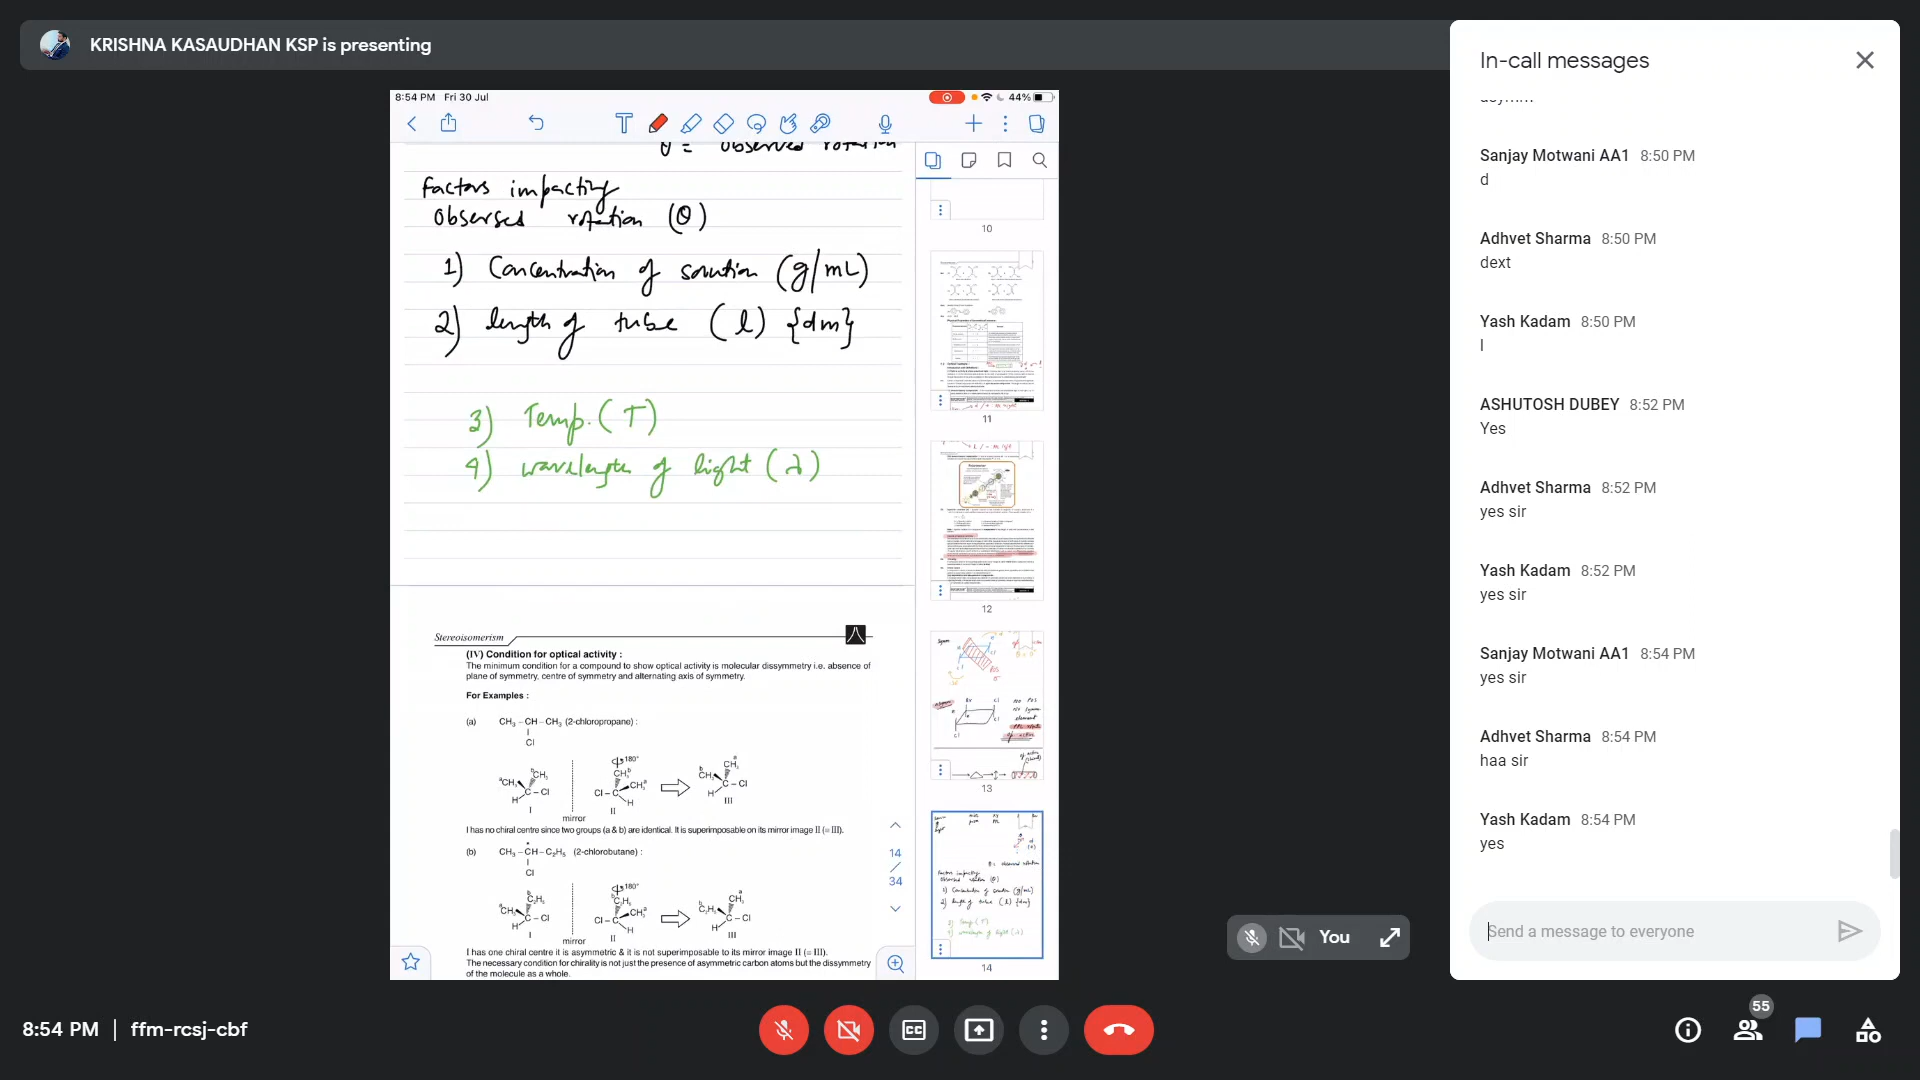 KRISHNA KASAUDHAN KSP is presenting
8:54 PM Fri 30 Jul
44%
θ = observed rotation
Factors impacting
observed rotation (θ)
1) Concentration of solution (g/mL)
2) length of tube (l) {dm}
3) Temp. (T)
4) wavelength of light (λ)
Stereoisomerism
(IV) Condition for optical activity :
The minimum condition for a compound to show optical activity is molecular dissymmetry i.e. absence of
plane of symmetry, centre of symmetry and alternating axis of symmetry.
For Examples :
(a) CH₃ – CH – CH₃ (2-chloropropane) :
Cl
I mirror II III
I has no chiral centre since two groups (a & b) are identical. It is superimposable on its mirror image II (= III).
(b) CH₃ – CH – C₂H₅ (2-chlorobutane) :
Cl
I mirror II III
I has one chiral centre it is asymmetric & it is not superimposable to its mirror image II (= III).
The necessary condition for chirality is not just the presence of asymmetric carbon atoms but the dissymmetry
of the molecule as a whole.
14
34
10
11
12
13
14
In-call messages
Sanjay Motwani AA1 8:50 PM
d
Adhvet Sharma 8:50 PM
dext
Yash Kadam 8:50 PM
l
ASHUTOSH DUBEY 8:52 PM
Yes
Adhvet Sharma 8:52 PM
yes sir
Yash Kadam 8:52 PM
yes sir
Sanjay Motwani AA1 8:54 PM
yes sir
Adhvet Sharma 8:54 PM
haa sir
Yash Kadam 8:54 PM
yes
Send a message to everyone
You
8:54 PM | ffm-rcsj-cbf
CC
55